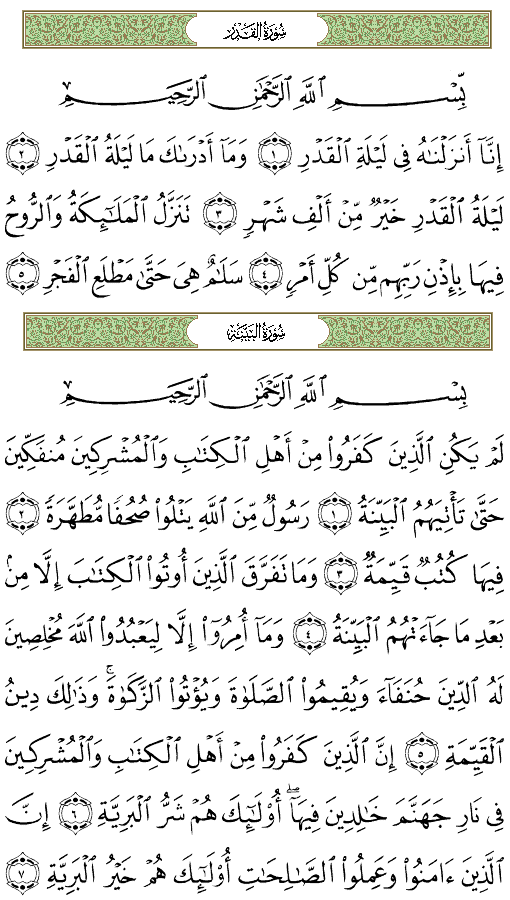 سُورَةُ القَدۡرِ
بِّسۡمِ ٱللَّهِ ٱلرَّحۡمَٰنِ ٱلرَّحِيمِ
إِنَّآ أَنزَلۡنَٰهُ فِي لَيۡلَةِ ٱلۡقَدۡرِ ١ وَمَآ أَدۡرَىٰكَ مَا لَيۡلَةُ ٱلۡقَدۡرِ ٢
لَيۡلَةُ ٱلۡقَدۡرِ خَيۡرٞ مِّنۡ أَلۡفِ شَهۡرٖ ٣ تَنَزَّلُ ٱلۡمَلَٰٓئِكَةُ وَٱلرُّوحُ
فِيهَا بِإِذۡنِ رَبِّهِم مِّن كُلِّ أَمۡرٖ ٤ سَلَٰمٌ هِيَ حَتَّىٰ مَطۡلَعِ ٱلۡفَجۡرِ ٥
سُورَةُ البَيِّنَةِ
بِسۡمِ ٱللَّهِ ٱلرَّحۡمَٰنِ ٱلرَّحِيمِ
لَمۡ يَكُنِ ٱلَّذِينَ كَفَرُواْ مِنۡ أَهۡلِ ٱلۡكِتَٰبِ وَٱلۡمُشۡرِكِينَ مُنفَكِّينَ
حَتَّىٰ تَأۡتِيَهُمُ ٱلۡبَيِّنَةُ ١ رَسُولٞ مِّنَ ٱللَّهِ يَتۡلُواْ صُحُفٗا مُّطَهَّرَةٗ ٢
فِيهَا كُتُبٞ قَيِّمَةٞ ٣ وَمَا تَفَرَّقَ ٱلَّذِينَ أُوتُواْ ٱلۡكِتَٰبَ إِلَّا مِنۢ
بَعۡدِ مَا جَآءَتۡهُمُ ٱلۡبَيِّنَةُ ٤ وَمَآ أُمِرُوٓاْ إِلَّا لِيَعۡبُدُواْ ٱللَّهَ مُخۡلِصِينَ
لَهُ ٱلدِّينَ حُنَفَآءَ وَيُقِيمُواْ ٱلصَّلَوٰةَ وَيُؤۡتُواْ ٱلزَّكَوٰةَۚ وَذَٰلِكَ دِينُ
ٱلۡقَيِّمَةِ ٥ إِنَّ ٱلَّذِينَ كَفَرُواْ مِنۡ أَهۡلِ ٱلۡكِتَٰبِ وَٱلۡمُشۡرِكِينَ
فِي نَارِ جَهَنَّمَ خَٰلِدِينَ فِيهَآۚ أُوْلَٰٓئِكَ هُمۡ شَرُّ ٱلۡبَرِيَّةِ ٦ إِنَّ
ٱلَّذِينَ ءَامَنُواْ وَعَمِلُواْ ٱلصَّٰلِحَٰتِ أُوْلَٰٓئِكَ هُمۡ خَيۡرُ ٱلۡبَرِيَّةِ ٧